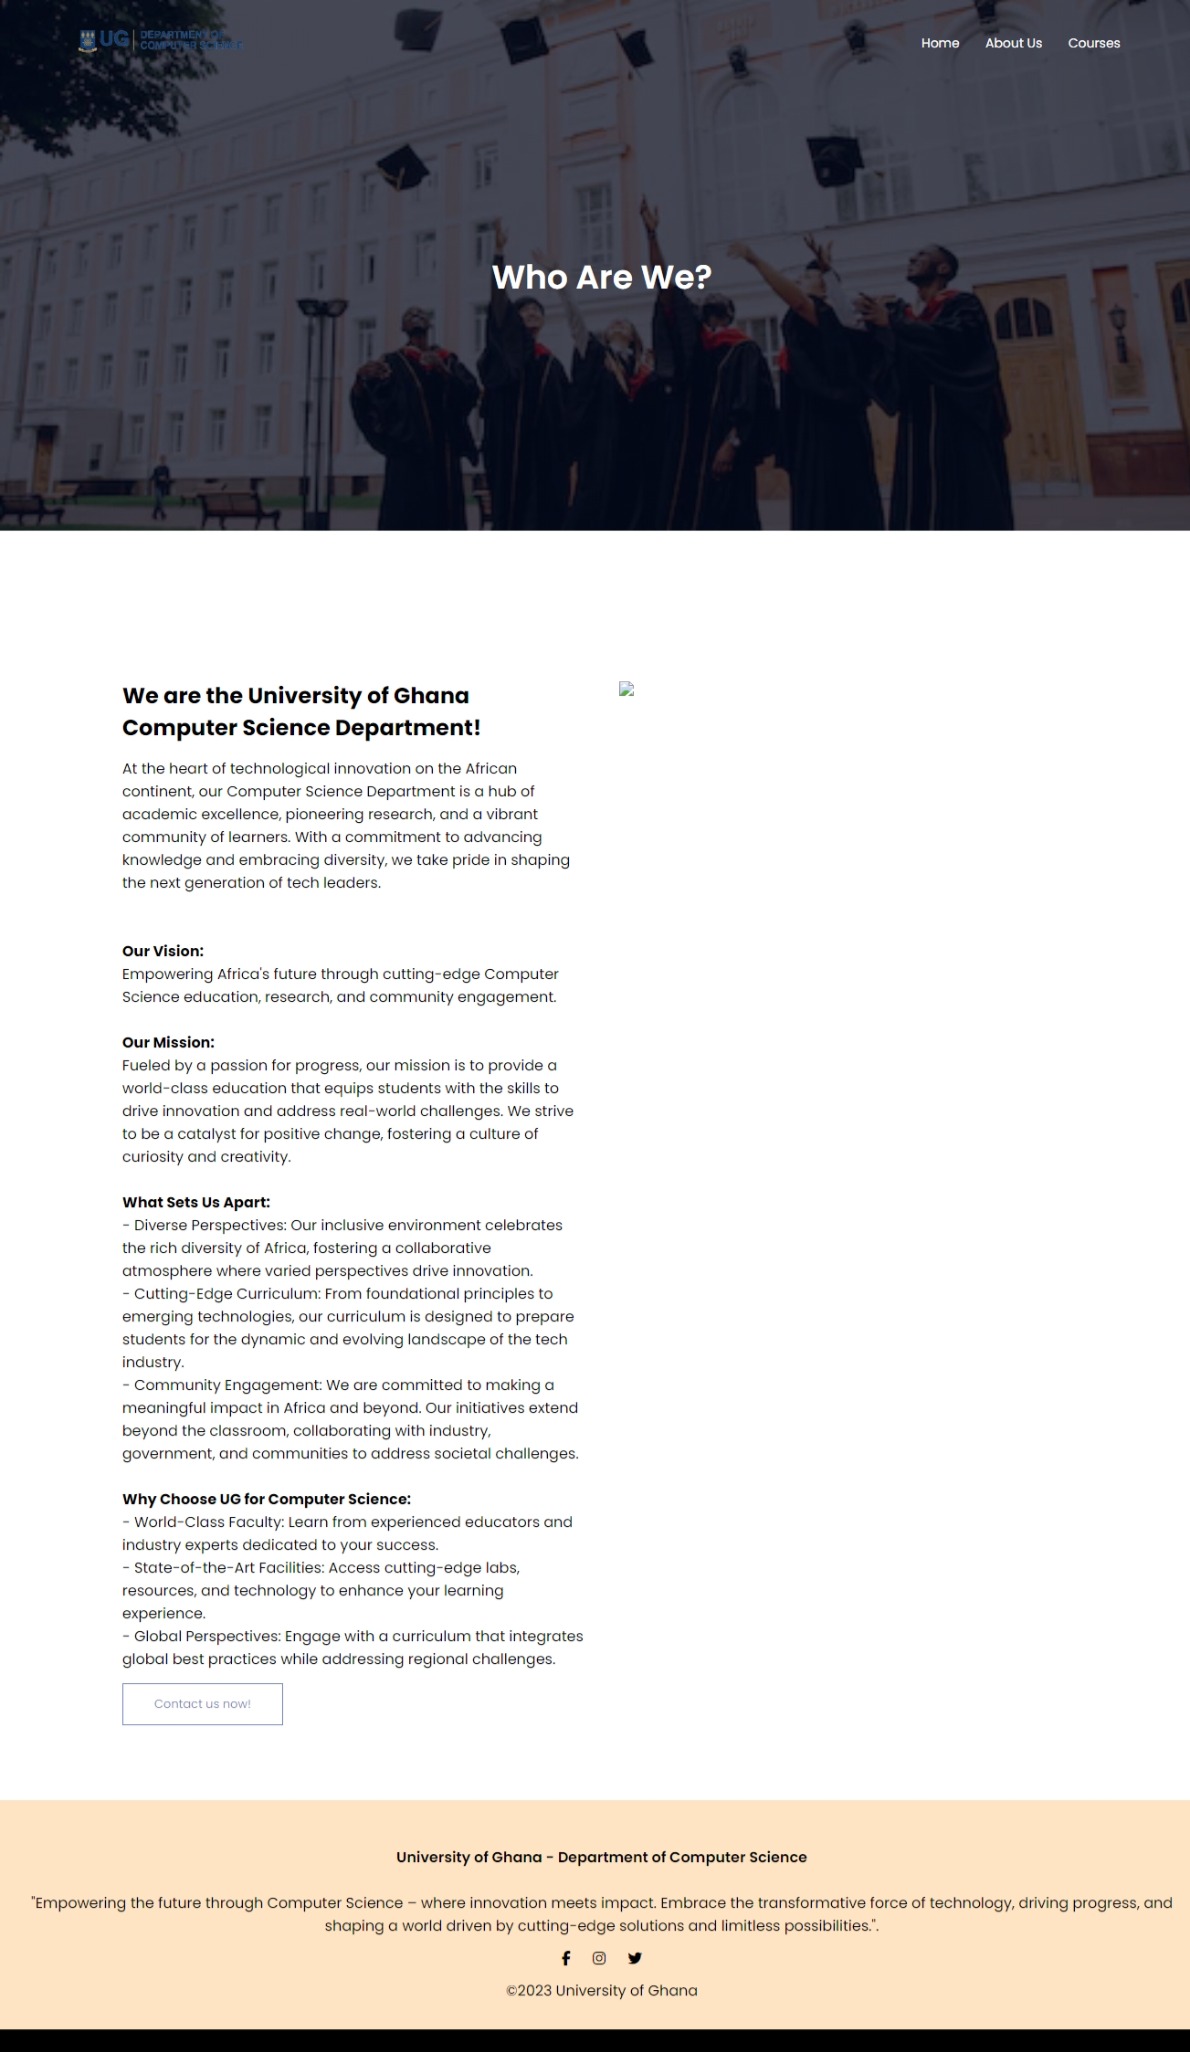 UG DEPARTMENT OF
COMPUTER SCIENCE
Home About Us Courses
Who Are We?
We are the University of Ghana
Computer Science Department!
At the heart of technological innovation on the African
continent, our Computer Science Department is a hub of
academic excellence, pioneering research, and a vibrant
community of learners. With a commitment to advancing
knowledge and embracing diversity, we take pride in shaping
the next generation of tech leaders.
Our Vision:
Empowering Africa's future through cutting-edge Computer
Science education, research, and community engagement.
Our Mission:
Fueled by a passion for progress, our mission is to provide a
world-class education that equips students with the skills to
drive innovation and address real-world challenges. We strive
to be a catalyst for positive change, fostering a culture of
curiosity and creativity.
What Sets Us Apart:
- Diverse Perspectives: Our inclusive environment celebrates
the rich diversity of Africa, fostering a collaborative
atmosphere where varied perspectives drive innovation.
- Cutting-Edge Curriculum: From foundational principles to
emerging technologies, our curriculum is designed to prepare
students for the dynamic and evolving landscape of the tech
industry.
- Community Engagement: We are committed to making a
meaningful impact in Africa and beyond. Our initiatives extend
beyond the classroom, collaborating with industry,
government, and communities to address societal challenges.
Why Choose UG for Computer Science:
- World-Class Faculty: Learn from experienced educators and
industry experts dedicated to your success.
- State-of-the-Art Facilities: Access cutting-edge labs,
resources, and technology to enhance your learning
experience.
- Global Perspectives: Engage with a curriculum that integrates
global best practices while addressing regional challenges.
Contact us now!
University of Ghana - Department of Computer Science
"Empowering the future through Computer Science – where innovation meets impact. Embrace the transformative force of technology, driving progress, and
shaping a world driven by cutting-edge solutions and limitless possibilities.".
©2023 University of Ghana